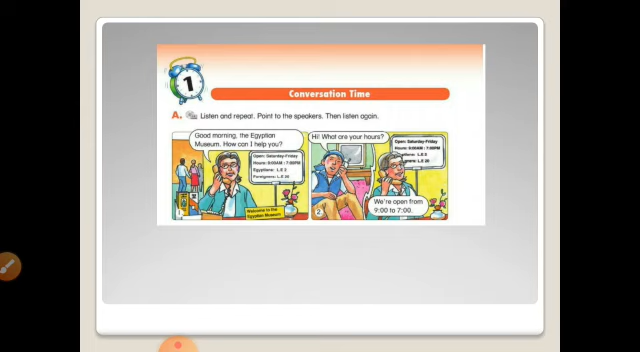 1
Conversation Time
A. Listen and repeat. Point to the speakers. Then listen again.
Good morning, the Egyptian
Museum. How can I help you?
Open: Saturday-Friday
Hours: 9:00AM - 7:00PM
Egyptians : L.E 2
Foreigners : L.E 20
Welcome to the
Egyptian Museum
1
Hi! What are your hours?
Open: Saturday-Friday
Hours: 9:00AM - 7:00PM
: L.E 2
: L.E 20
We're open from
9:00 to 7:00.
2